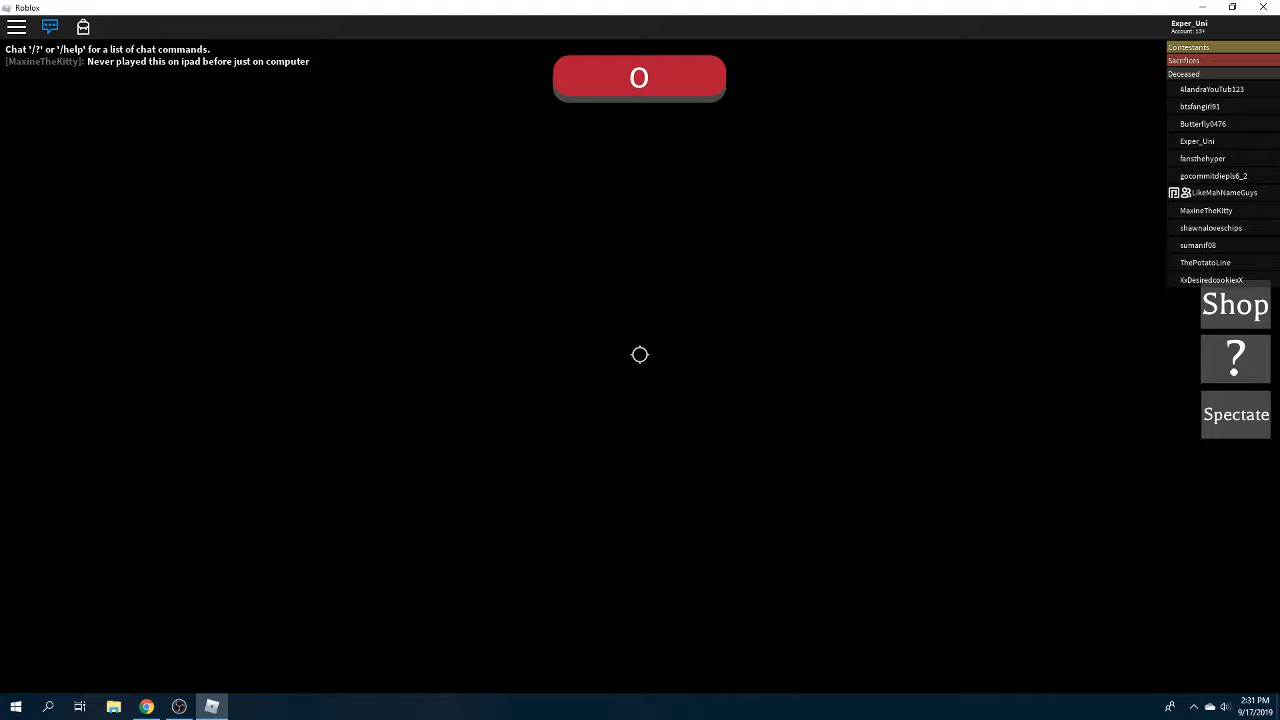 Roblox
Exper_Uni
Account: 13+
Chat '/?' or '/help' for a list of chat commands.
[MaxineTheKitty]: Never played this on ipad before just on computer
0
Contestants
Sacrifices
Deceased
AlandraYouTub123
btsfangirl91
Butterfly0476
Exper_Uni
fansthehyper
gocommitdiepls6_2
LikeMahNameGuys
MaxineTheKitty
shawnaloveschips
sumanif08
ThePotatoLine
XxDesiredcookiexX
Shop
?
Spectate
2:31 PM
9/17/2019